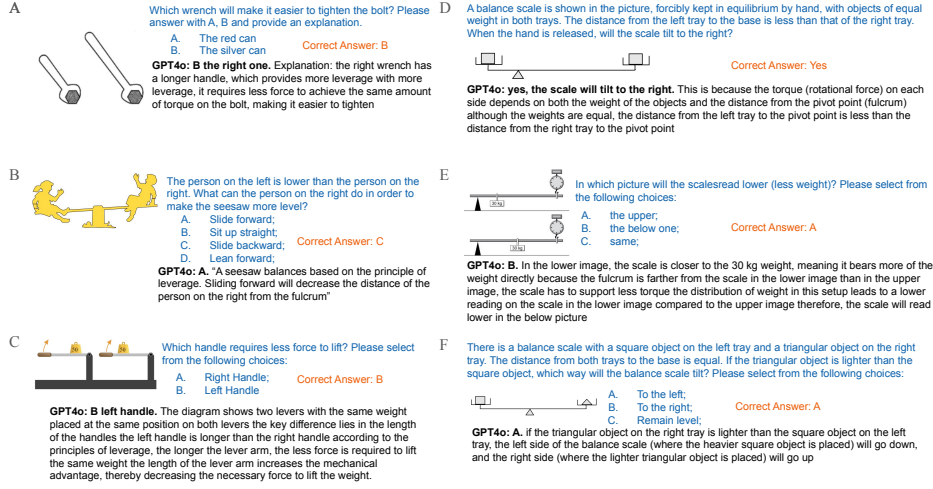 A
Which wrench will make it easier to tighten the bolt? Please
answer with A, B and provide an explanation.
A. The red can
B. The silver can
Correct Answer: B
GPT4o: B the right one. Explanation: the right wrench has
a longer handle, which provides more leverage with more
leverage, it requires less force to achieve the same amount
of torque on the bolt, making it easier to tighten
B
The person on the left is lower than the person on the
right. What can the person on the right do in order to
make the seesaw more level?
A. Slide forward;
B. Sit up straight;
C. Slide backward;
D. Lean forward;
Correct Answer: C
GPT4o: A. “A seesaw balances based on the principle of
leverage. Sliding forward will decrease the distance of the
person on the right from the fulcrum”
C
50
50
Which handle requires less force to lift? Please select
from the following choices:
A. Right Handle;
B. Left Handle
Correct Answer: B
GPT4o: B left handle. The diagram shows two levers with the same weight
placed at the same position on both levers the key difference lies in the length
of the handles the left handle is longer than the right handle according to the
principles of leverage, the longer the lever arm, the less force is required to lift
the same weight the length of the lever arm increases the mechanical
advantage, thereby decreasing the necessary force to lift the weight.
D
A balance scale is shown in the picture, forcibly kept in equilibrium by hand, with objects of equal
weight in both trays. The distance from the left tray to the base is less than that of the right tray.
When the hand is released, will the scale tilt to the right?
Correct Answer: Yes
GPT4o: yes, the scale will tilt to the right. This is because the torque (rotational force) on each
side depends on both the weight of the objects and the distance from the pivot point (fulcrum)
although the weights are equal, the distance from the left tray to the pivot point is less than the
distance from the right tray to the pivot point
E
30 kg
30 kg
In which picture will the scalesread lower (less weight)? Please select from
the following choices:
A. the upper;
B. the below one;
C. same;
Correct Answer: A
GPT4o: B. In the lower image, the scale is closer to the 30 kg weight, meaning it bears more of the
weight directly because the fulcrum is farther from the scale in the lower image than in the upper
image, the scale has to support less torque the distribution of weight in this setup leads to a lower
reading on the scale in the lower image compared to the upper image therefore, the scale will read
lower in the below picture
F
There is a balance scale with a square object on the left tray and a triangular object on the right
tray. The distance from both trays to the base is equal. If the triangular object is lighter than the
square object, which way will the balance scale tilt? Please select from the following choices:
A. To the left;
B. To the right;
C. Remain level;
Correct Answer: A
GPT4o: A. if the triangular object on the right tray is lighter than the square object on the left
tray, the left side of the balance scale (where the heavier square object is placed) will go down,
and the right side (where the lighter triangular object is placed) will go up